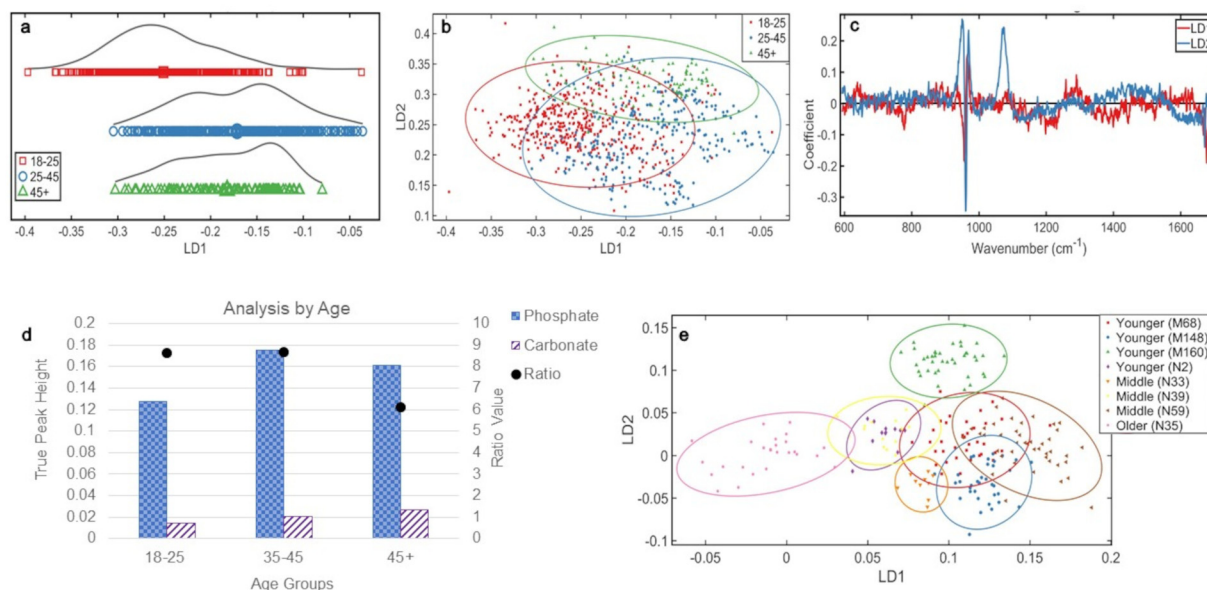 a
18-25
25-45
45+
-0.4 -0.35 -0.3 -0.25 -0.2 -0.15 -0.1 -0.05
LD1
b
18-25
25-45
45+
0.4
0.35
0.3
0.25
0.2
0.15
0.1
LD2
-0.4 -0.35 -0.3 -0.25 -0.2 -0.15 -0.1 -0.05
LD1
c
LD1
LD2
0.2
0.1
0
-0.1
-0.2
-0.3
Coefficient
600 800 1000 1200 1400 1600
Wavenumber (cm-1)
d
Analysis by Age
Phosphate
Carbonate
Ratio
0.2
0.18
0.16
0.14
0.12
0.1
0.08
0.06
0.04
0.02
0
True Peak Height
10
9
8
7
6
5
4
3
2
1
0
Ratio Value
18-25 35-45 45+
Age Groups
e
Younger (M68)
Younger (M148)
Younger (M160)
Younger (N2)
Middle (N33)
Middle (N39)
Middle (N59)
Older (N35)
0.15
0.1
0.05
0
-0.05
-0.1
LD2
-0.05 0 0.05 0.1 0.15 0.2
LD1